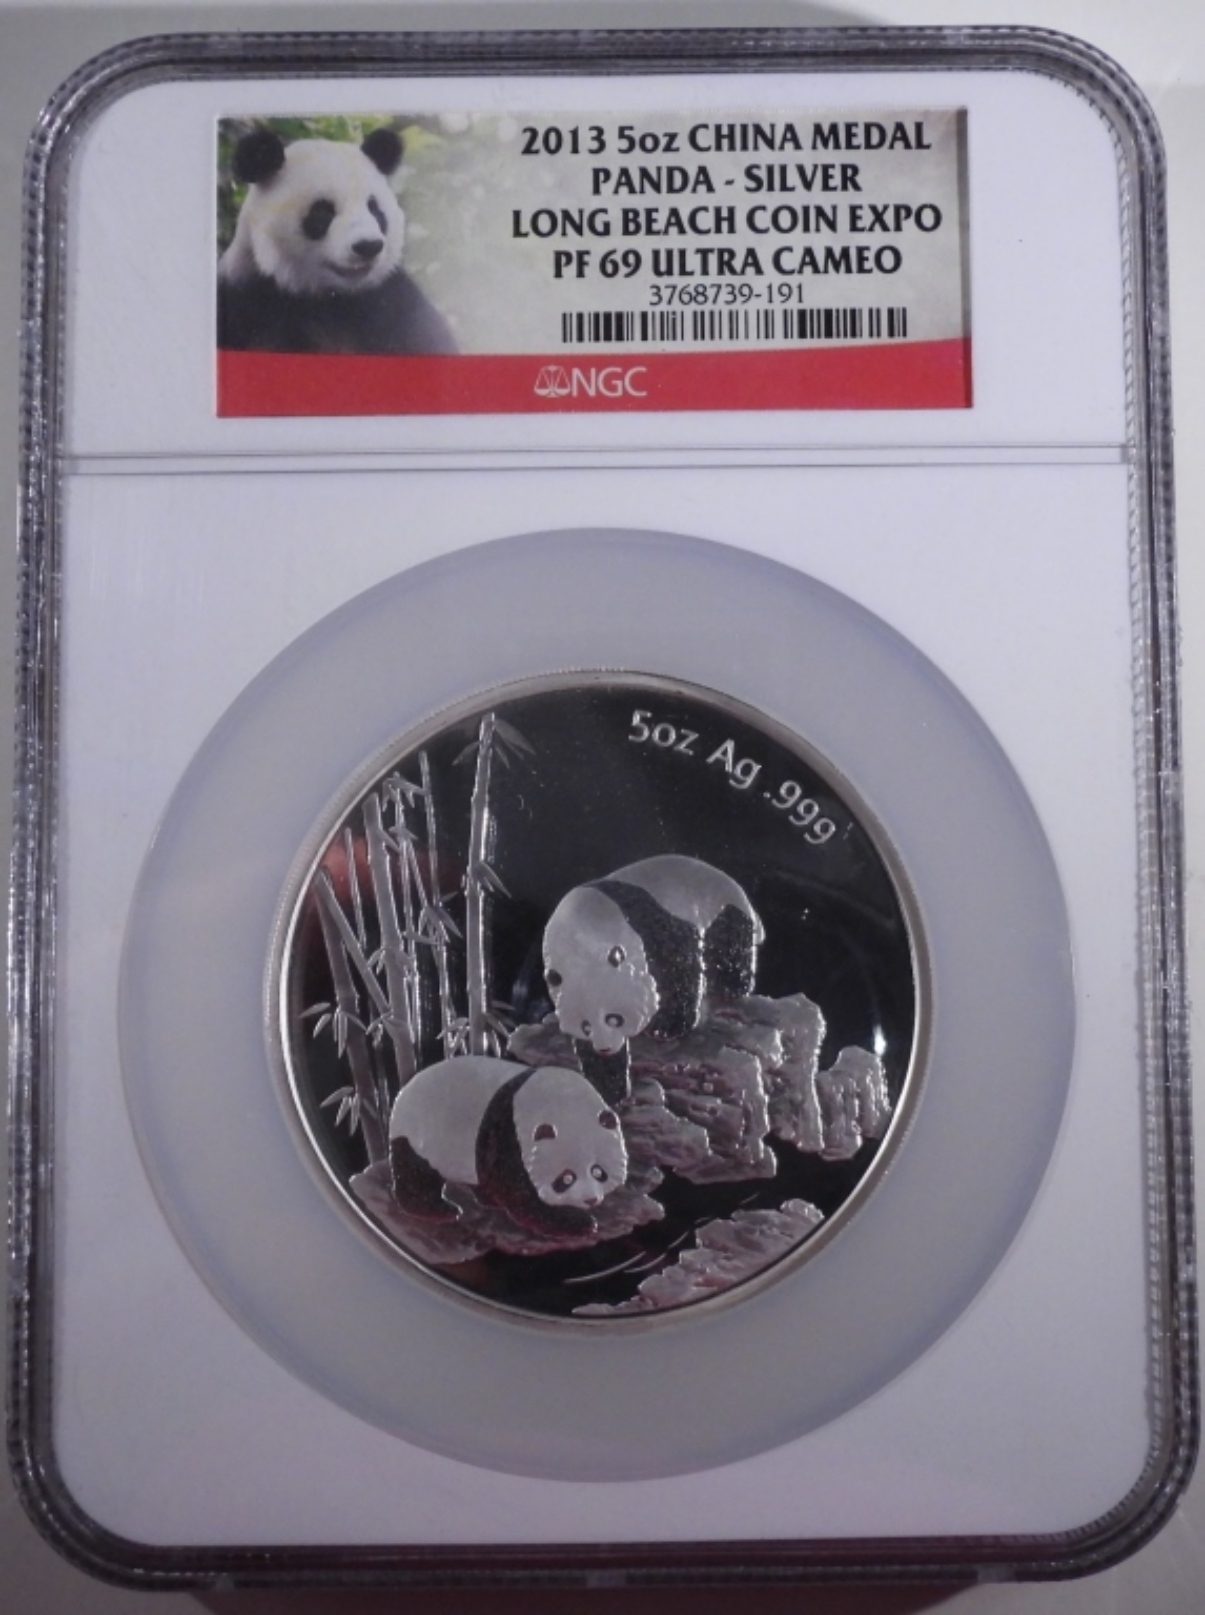 2013 5oz CHINA MEDAL
PANDA - SILVER
LONG BEACH COIN EXPO
PF 69 ULTRA CAMEO
3768739-191
NGC
5oz Ag .999